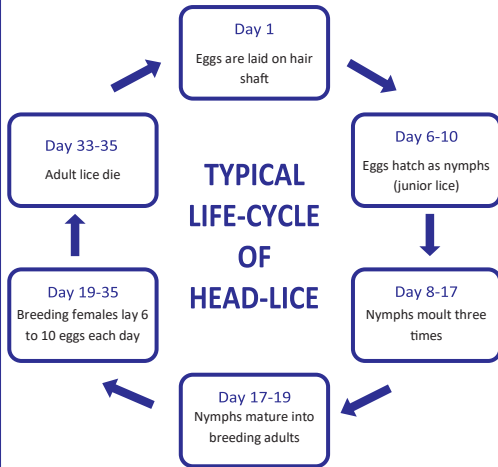 Day 1
Eggs are laid on hair
shaft
Day 6-10
Eggs hatch as nymphs
(junior lice)
Day 8-17
Nymphs moult three
times
Day 17-19
Nymphs mature into
breeding adults
Day 19-35
Breeding females lay 6
to 10 eggs each day
Day 33-35
Adult lice die
TYPICAL
LIFE-CYCLE
OF
HEAD-LICE